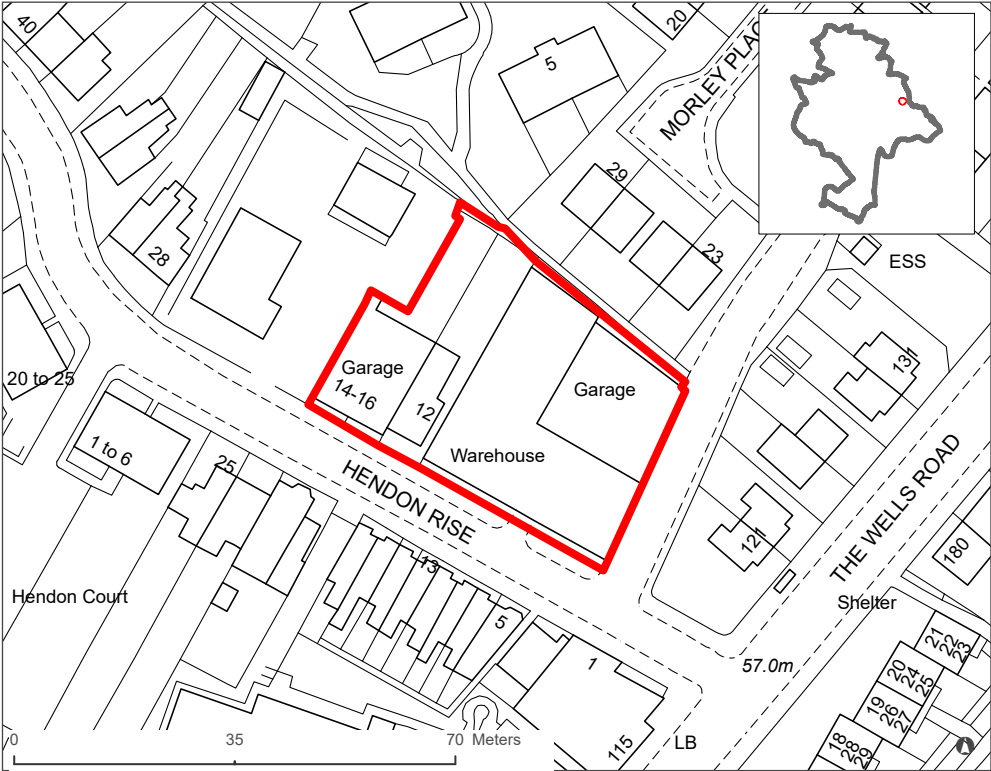 40
20
5
MORLEY PLAC
29
23
28
ESS
131
20 to 25
Garage
14-16
12
Garage
1 to 6
25
Warehouse
HENDON RISE
121
THE WELLS ROAD
180
13
Hendon Court
5
Shelter
1
57.0m
21
22
23
20
24
25
19
26
27
18
28
29
115
LB
0 35 70 Meters